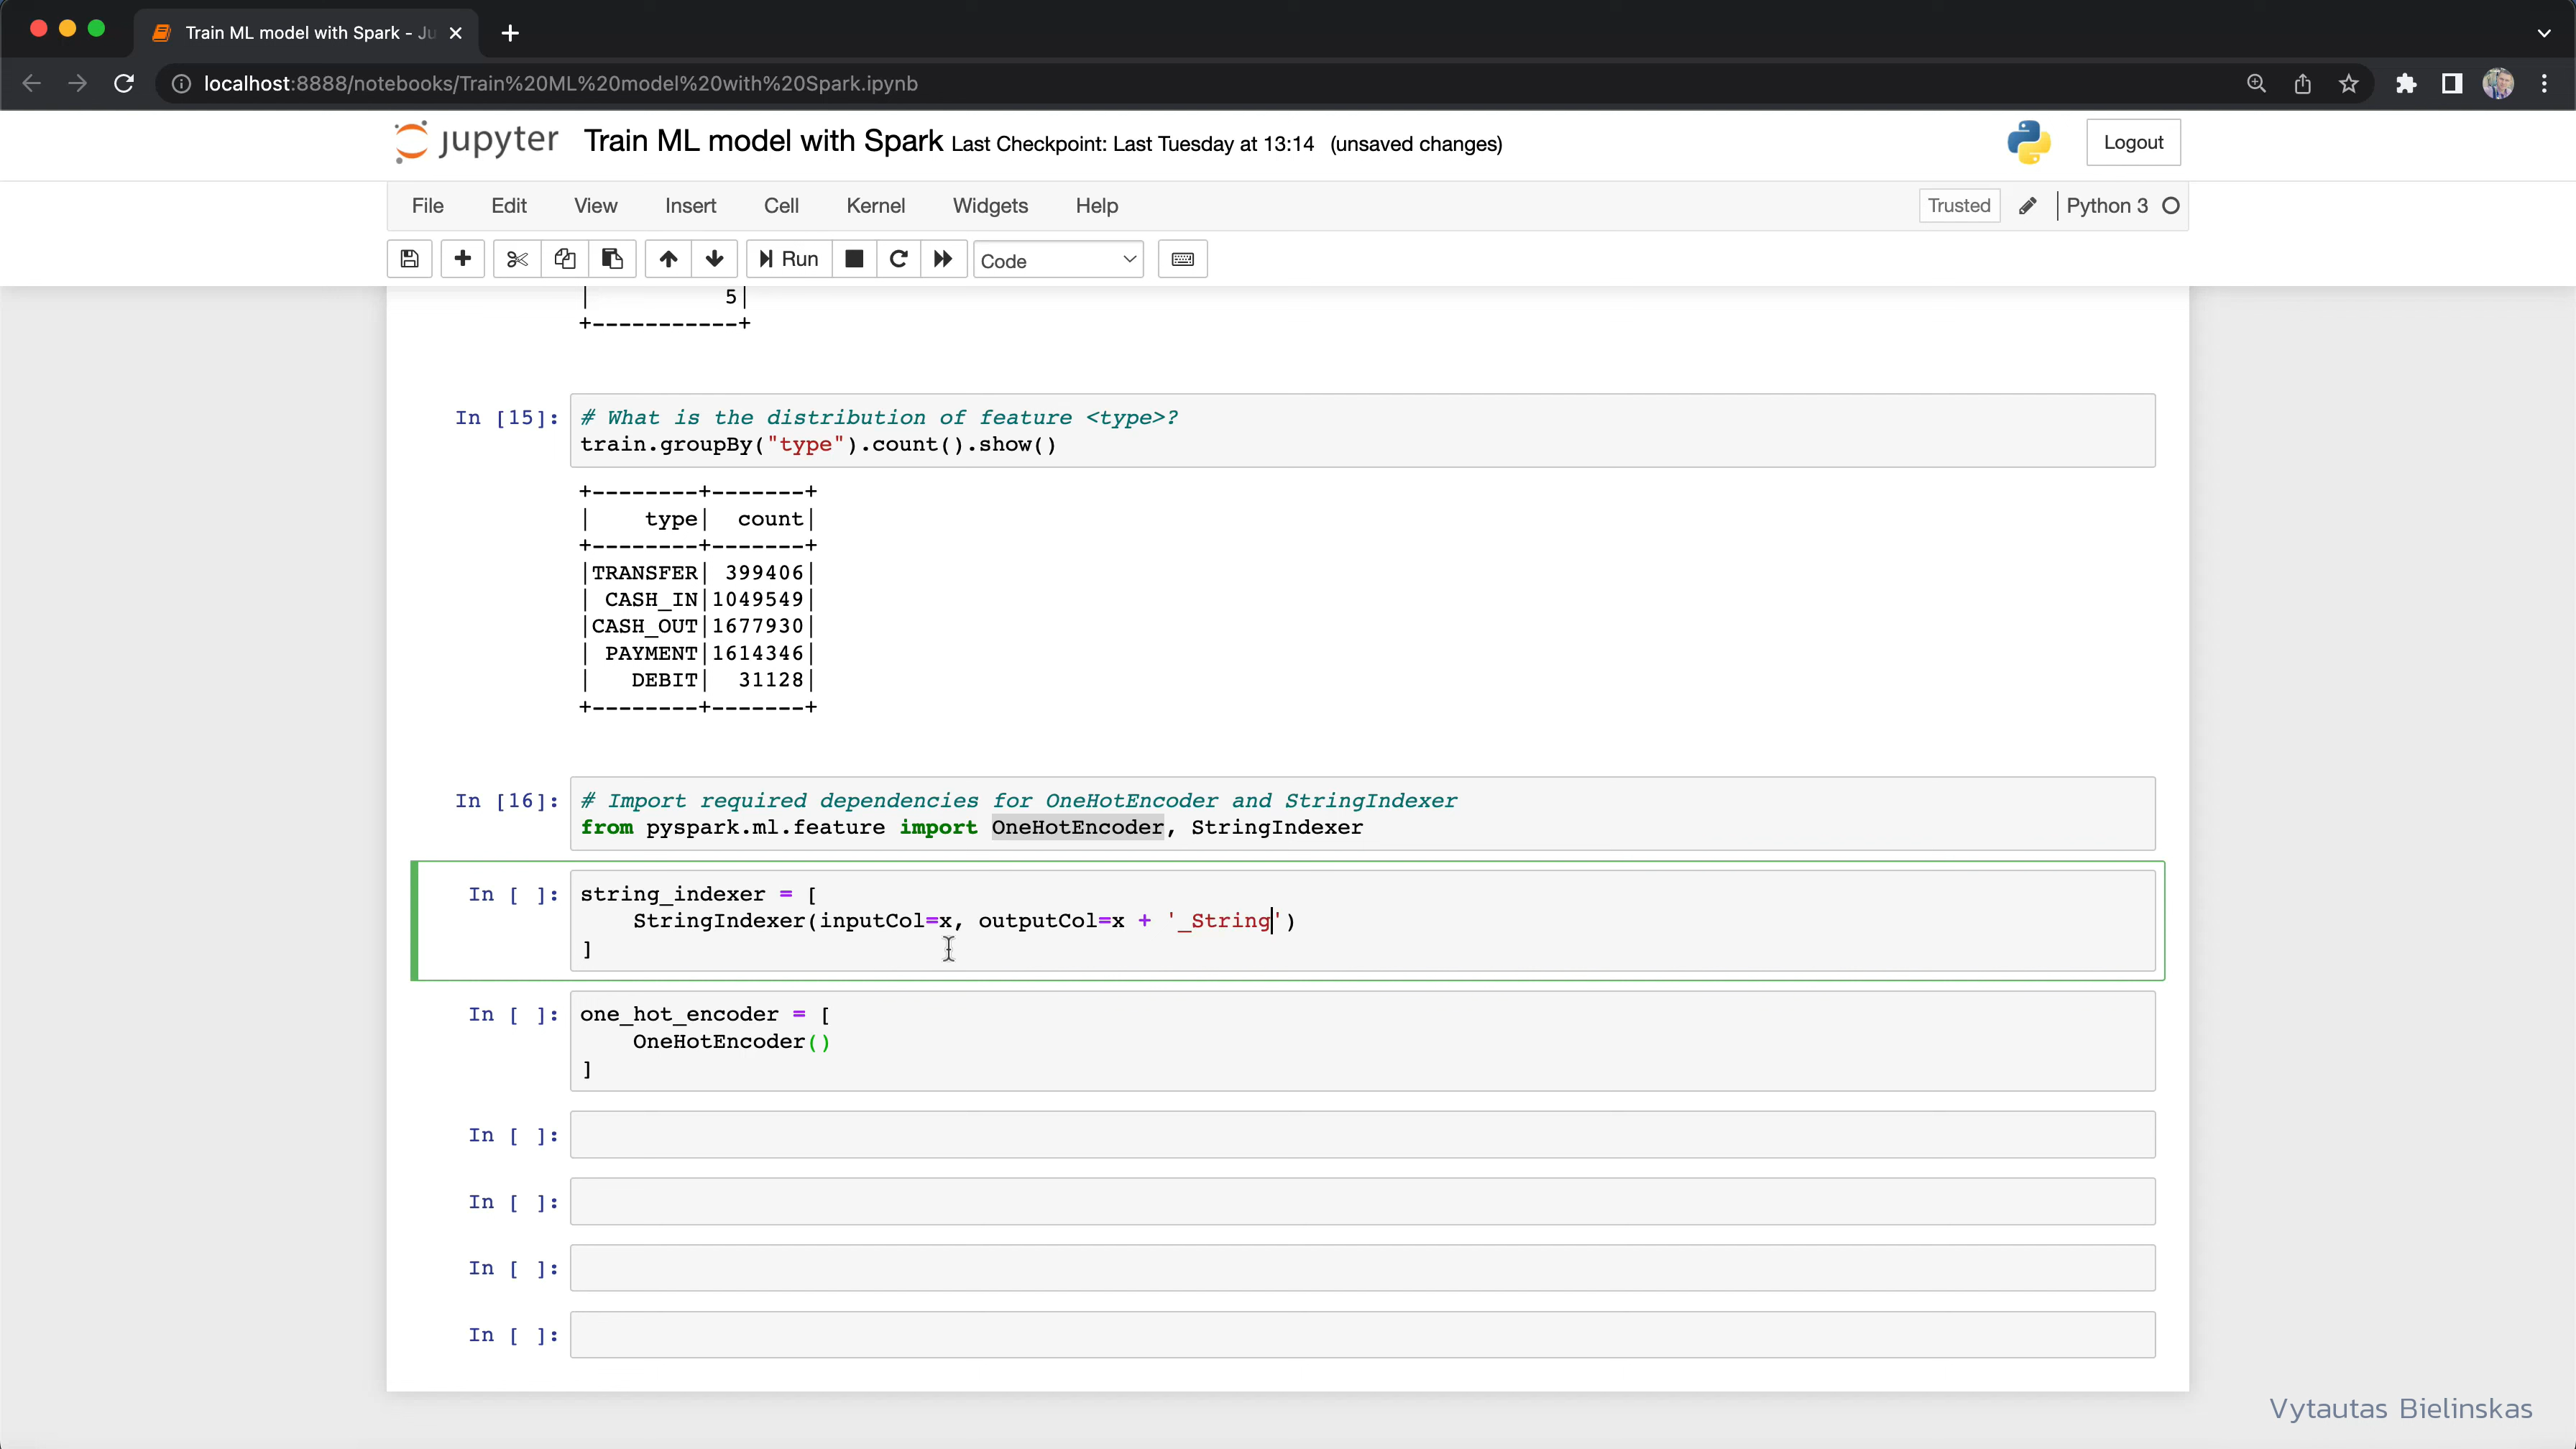 Train ML model with Spark - Ju
localhost:8888/notebooks/Train%20ML%20model%20with%20Spark.ipynb
jupyter Train ML model with Spark Last Checkpoint: Last Tuesday at 13:14 (unsaved changes) Logout
File Edit View Insert Cell Kernel Widgets Help Trusted Python 3
Run Code
| 5|
+-----------+
In [15]: # What is the distribution of feature <type>?
train.groupBy("type").count().show()
+--------+-------+
| type| count|
+--------+-------+
|TRANSFER| 399406|
| CASH_IN|1049549|
|CASH_OUT|1677930|
| PAYMENT|1614346|
| DEBIT| 31128|
+--------+-------+
In [16]: # Import required dependencies for OneHotEncoder and StringIndexer
from pyspark.ml.feature import OneHotEncoder, StringIndexer
In [ ]: string_indexer = [
StringIndexer(inputCol=x, outputCol=x + '_String')
]
In [ ]: one_hot_encoder = [
OneHotEncoder()
]
In [ ]:
In [ ]:
In [ ]:
In [ ]:
Vytautas Bielinskas